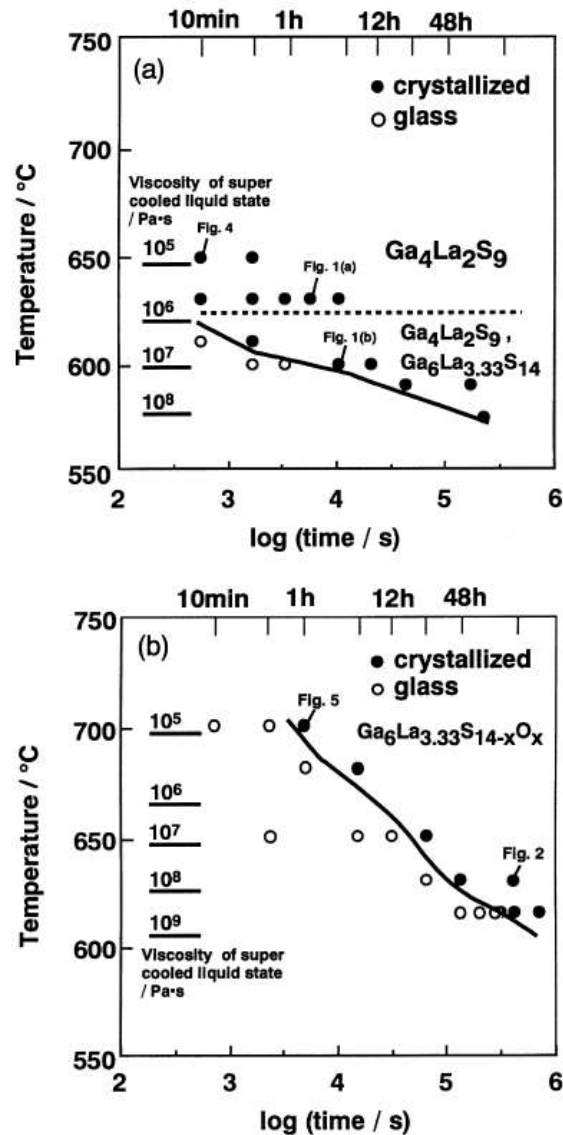 10min 1h 12h 48h
750
(a)
● crystallized
○ glass
700
Viscosity of super
cooled liquid state
/ Pa•s
Fig. 4
10⁵
650
Fig. 1(a)
Ga₄La₂S₉
10⁶
Ga₄La₂S₉ ,
Ga₆La₃.₃₃S₁₄
Fig. 1(b)
10⁷
600
10⁸
550
Temperature / °C
2 3 4 5 6
log (time / s)
10min 1h 12h 48h
750
(b)
● crystallized
○ glass
Fig. 5
Ga₆La₃.₃₃S₁₄₋ₓOₓ
10⁵
700
10⁶
10⁷
650
Fig. 2
10⁸
10⁹
600
Viscosity of super
cooled liquid state
/ Pa•s
550
Temperature / °C
2 3 4 5 6
log (time / s)